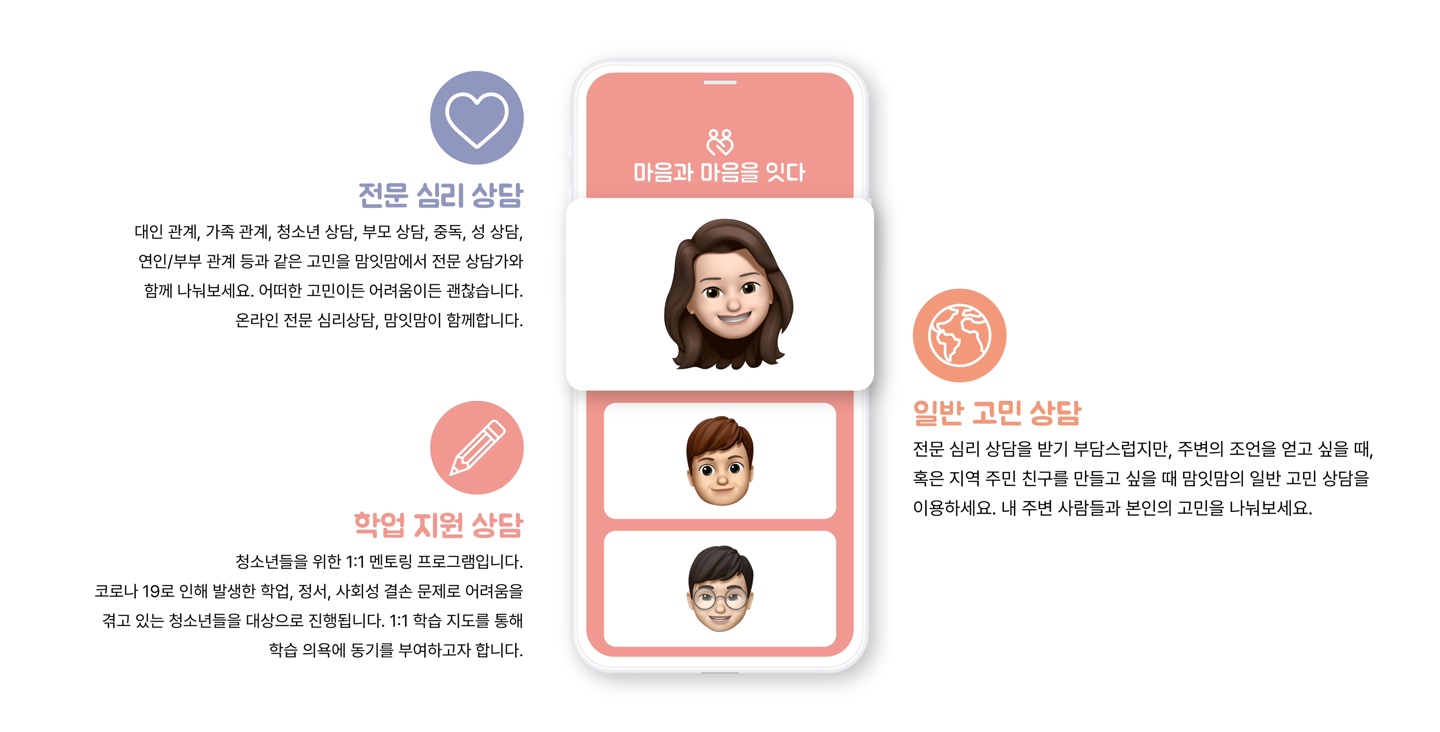 전문 심리 상담
대인 관계, 가족 관계, 청소년 상담, 부모 상담, 중독, 성 상담,
연인/부부 관계 등과 같은 고민을 맘잇맘에서 전문 상담가와
함께 나눠보세요. 어떠한 고민이든 어려움이든 괜찮습니다.
온라인 전문 심리상담, 맘잇맘이 함께합니다.
학업 지원 상담
청소년들을 위한 1:1 멘토링 프로그램입니다.
코로나 19로 인해 발생한 학업, 정서, 사회성 결손 문제로 어려움을
겪고 있는 청소년들을 대상으로 진행됩니다. 1:1 학습 지도를 통해
학습 의욕에 동기를 부여하고자 합니다.
마음과 마음을 잇다
일반 고민 상담
전문 심리 상담을 받기 부담스럽지만, 주변의 조언을 얻고 싶을 때,
혹은 지역 주민 친구를 만들고 싶을 때 맘잇맘의 일반 고민 상담을
이용하세요. 내 주변 사람들과 본인의 고민을 나눠보세요.